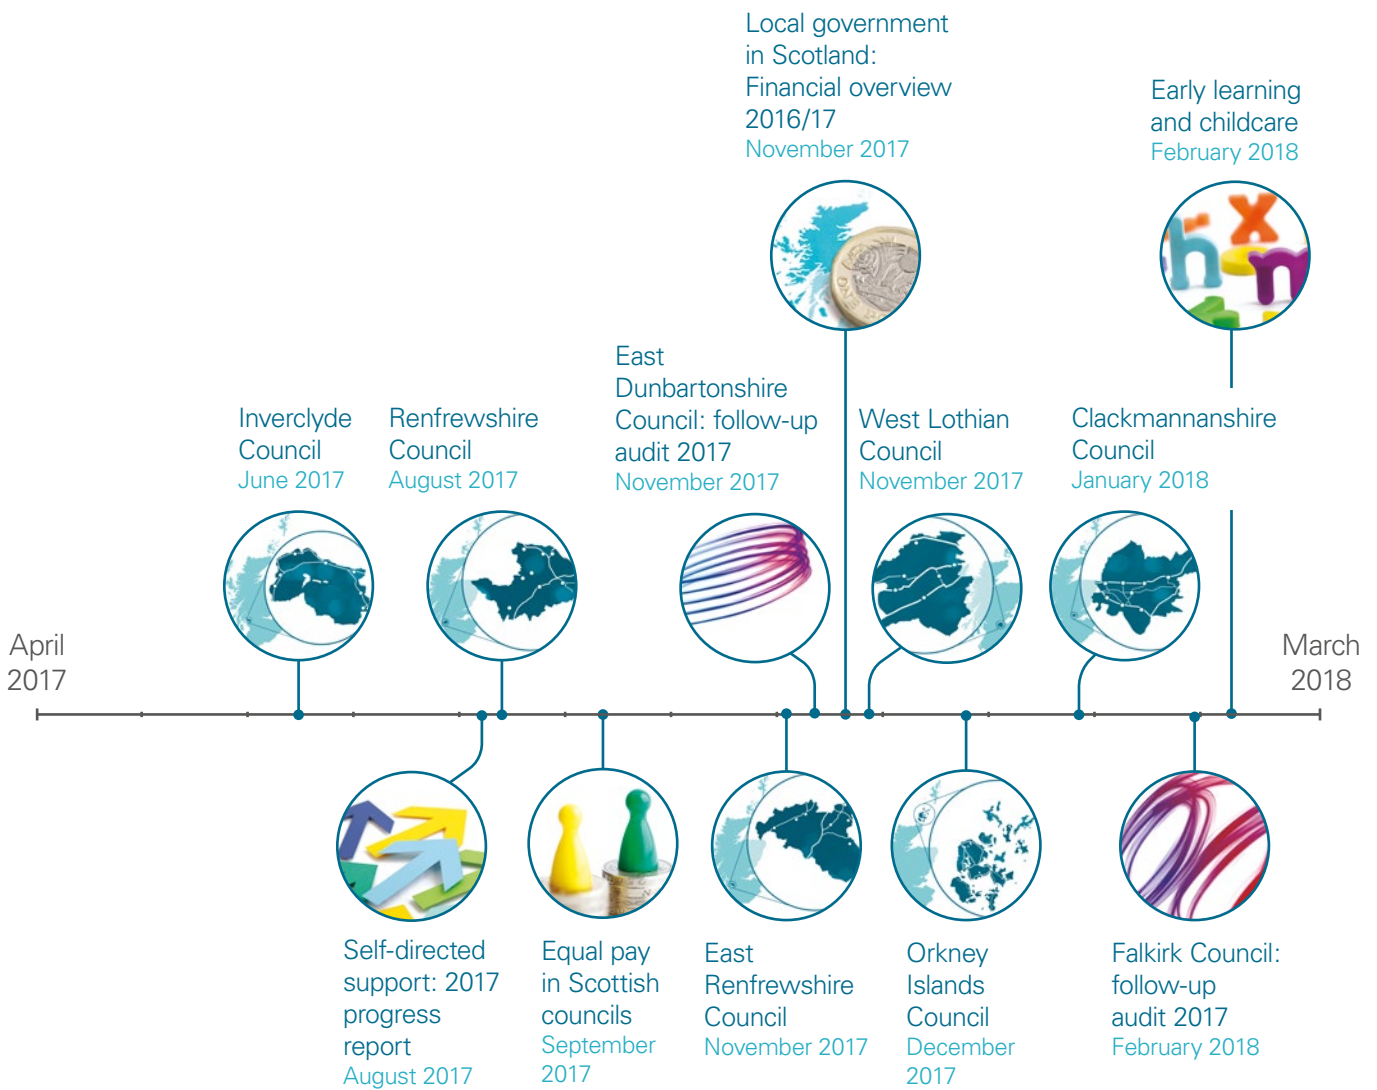 Local government
in Scotland:
Financial overview
2016/17
November 2017
Early learning
and childcare
February 2018
East
Dunbartonshire
Council: follow-up
audit 2017
November 2017
Inverclyde
Council
June 2017
Renfrewshire
Council
August 2017
West Lothian
Council
November 2017
Clackmannanshire
Council
January 2018
April
2017
March
2018
Self-directed
support: 2017
progress
report
August 2017
Equal pay
in Scottish
councils
September
2017
East
Renfrewshire
Council
November 2017
Orkney
Islands
Council
December
2017
Falkirk Council:
follow-up
audit 2017
February 2018